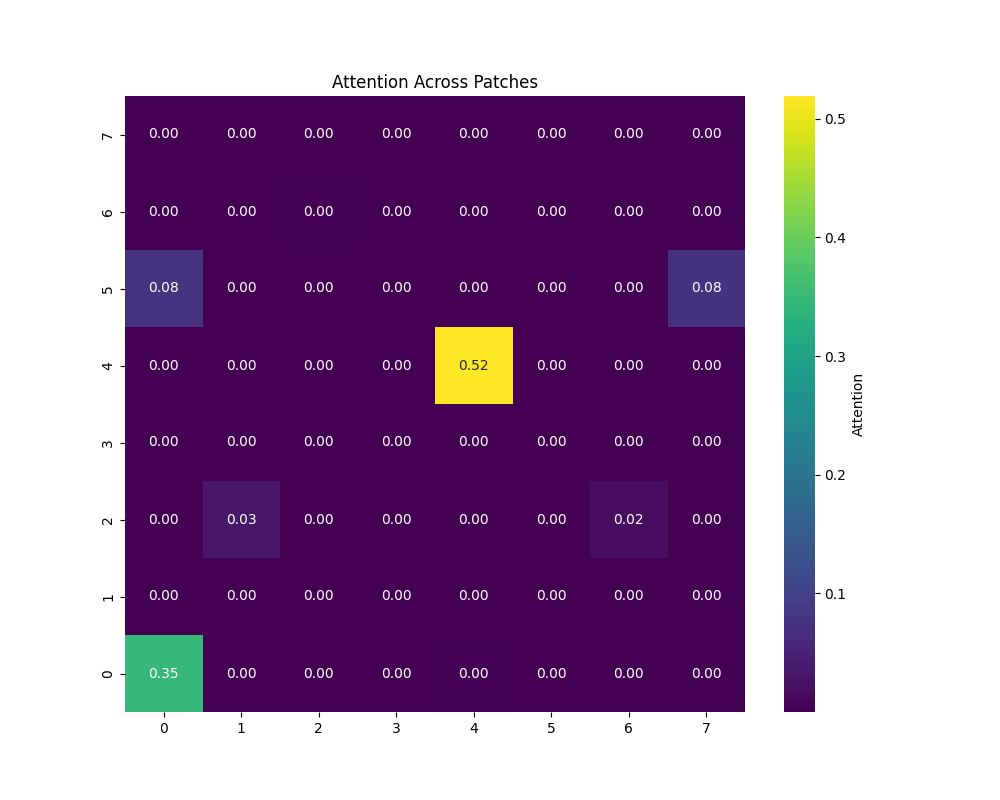 Attention Across Patches
7 0.00 0.00 0.00 0.00 0.00 0.00 0.00 0.00
6 0.00 0.00 0.00 0.00 0.00 0.00 0.00 0.00
5 0.08 0.00 0.00 0.00 0.00 0.00 0.00 0.08
4 0.00 0.00 0.00 0.00 0.52 0.00 0.00 0.00
3 0.00 0.00 0.00 0.00 0.00 0.00 0.00 0.00
2 0.00 0.03 0.00 0.00 0.00 0.00 0.02 0.00
1 0.00 0.00 0.00 0.00 0.00 0.00 0.00 0.00
0 0.35 0.00 0.00 0.00 0.00 0.00 0.00 0.00
0 1 2 3 4 5 6 7
0.5
0.4
0.3
0.2
0.1
Attention